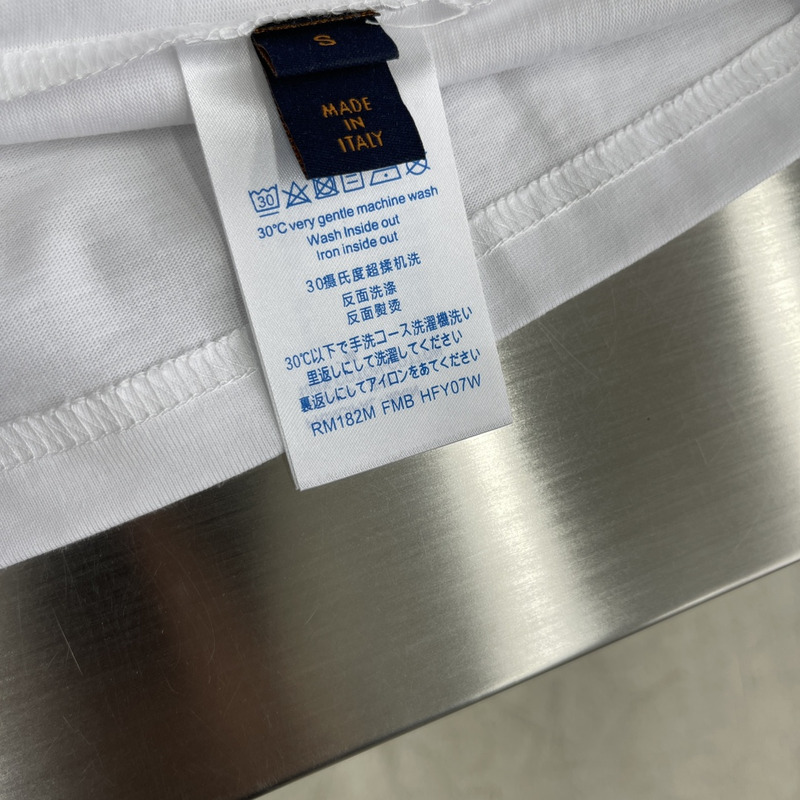 S
MADE
IN
ITALY
30
30°C very gentle machine wash
Wash Inside out
Iron inside out
30摄氏度超揉机洗
反面洗涤
反面熨烫
30℃以下で手洗コース洗濯機洗い
里返しにして洗濯してください
裏返しにしてアイロンをあてください
RM182M FMB HFY07W